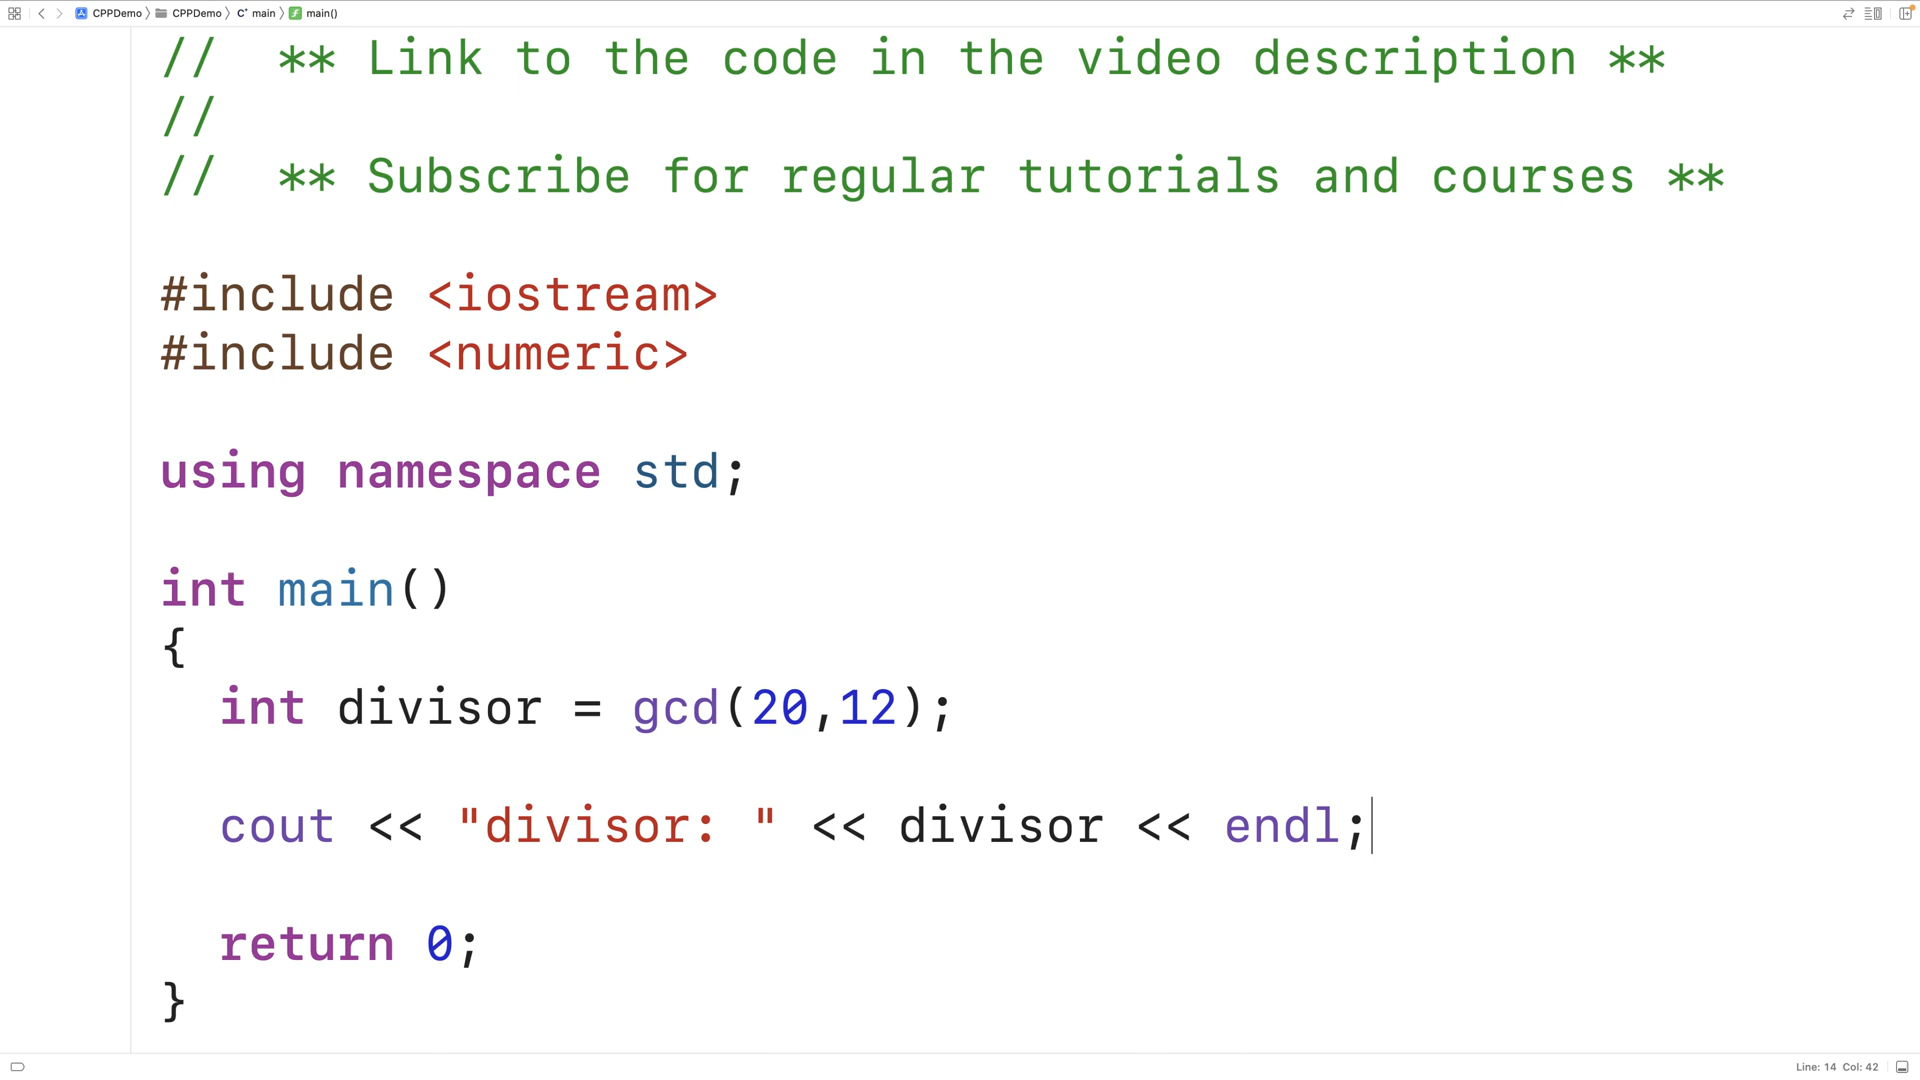 CPPDemo CPPDemo C+ main f main()
// ** Link to the code in the video description **
//
// ** Subscribe for regular tutorials and courses **
#include <iostream>
#include <numeric>
using namespace std;
int main()
{
int divisor = gcd(20,12);
cout << "divisor: " << divisor << endl;
return 0;
}
Line: 14 Col: 42